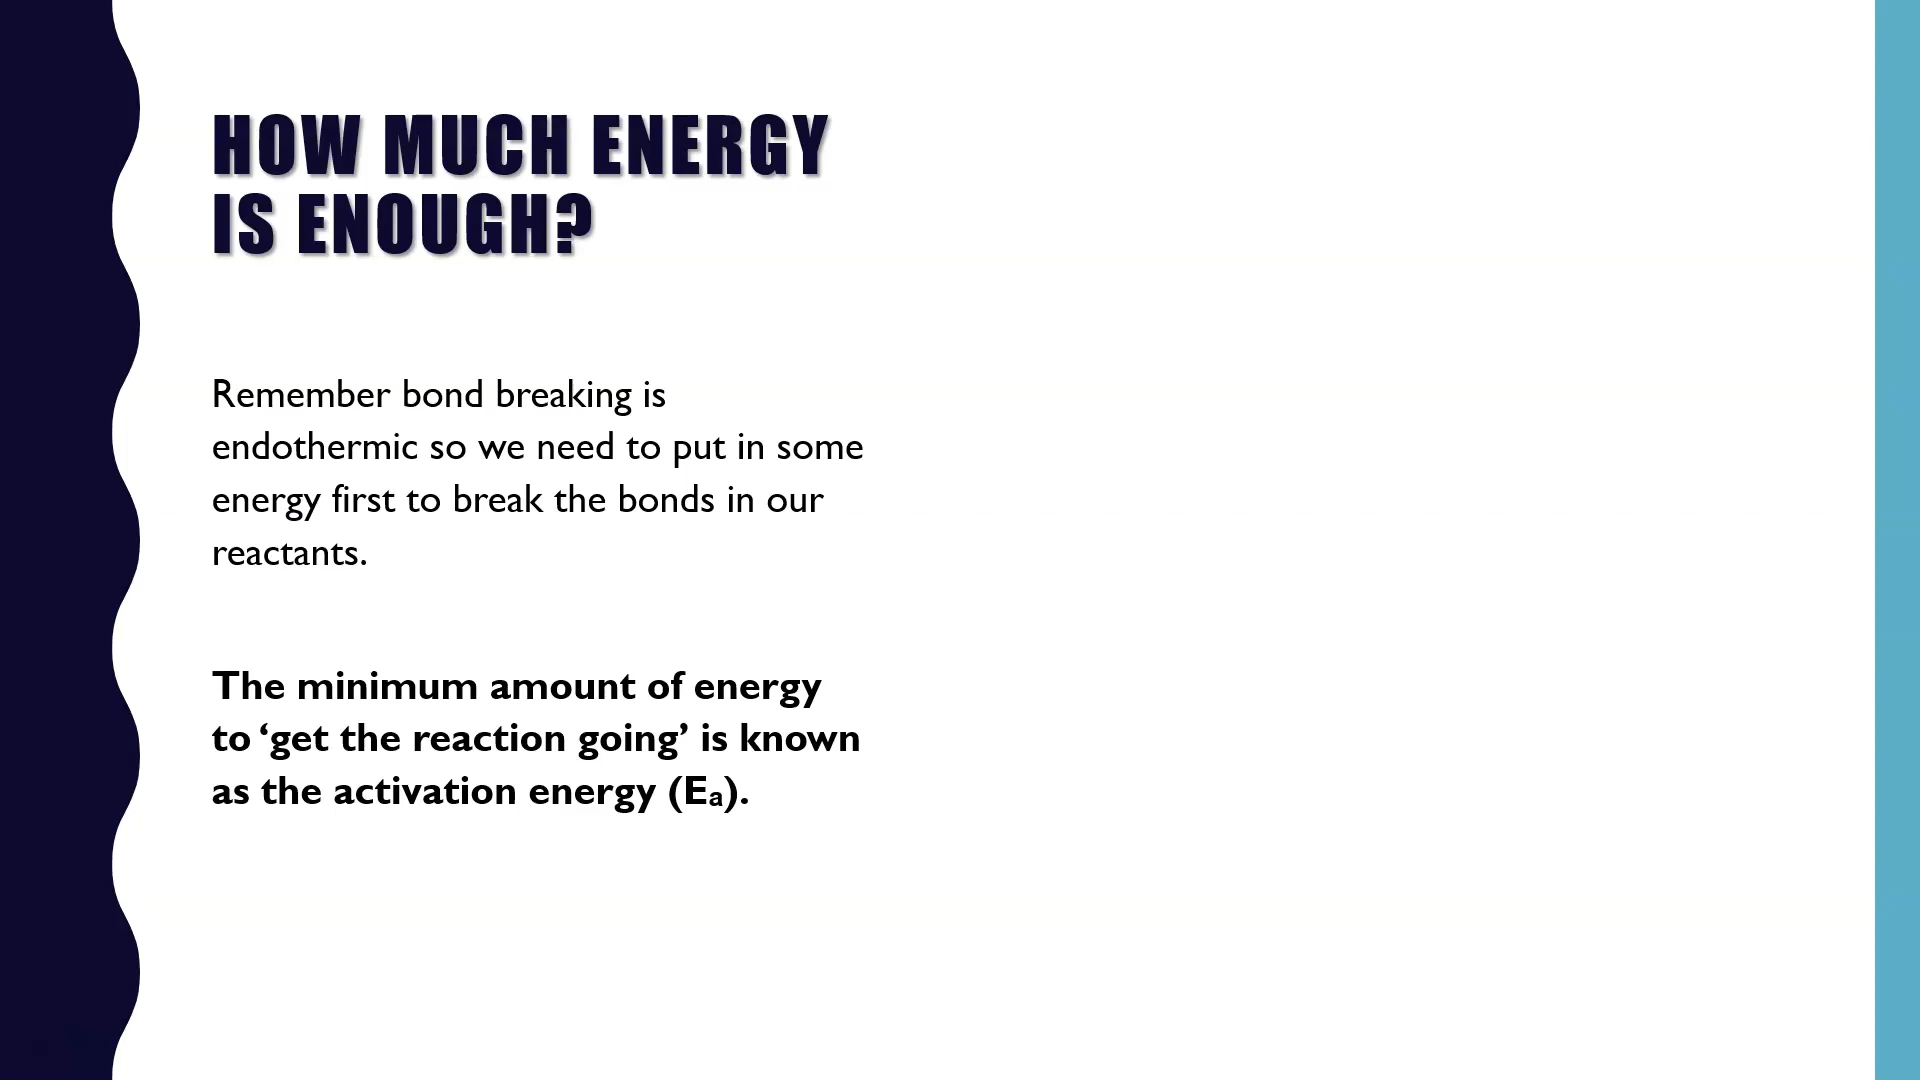 HOW MUCH ENERGY
IS ENOUGH?
Remember bond breaking is
endothermic so we need to put in some
energy first to break the bonds in our
reactants.
The minimum amount of energy
to ‘get the reaction going’ is known
as the activation energy (Eₐ).